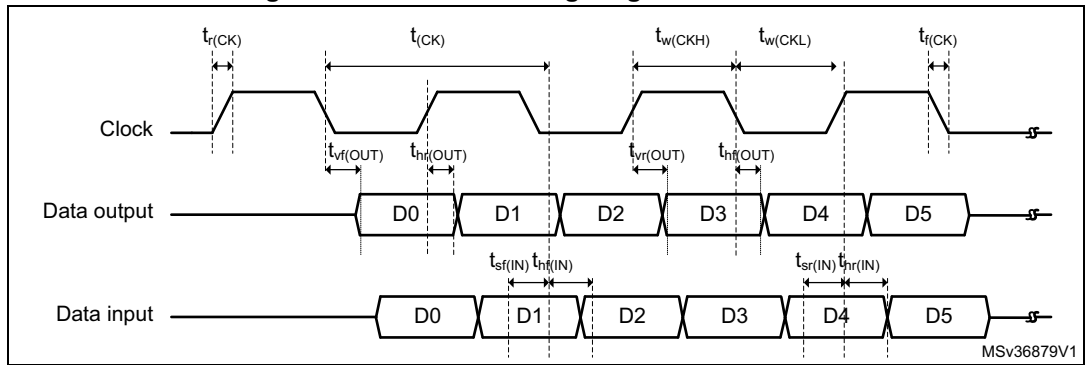 tr(CK) t(CK) tw(CKH) tw(CKL) tf(CK)
Clock
tvf(OUT) thr(OUT) tvr(OUT) thf(OUT)
Data output D0 D1 D2 D3 D4 D5
tsf(IN) thf(IN) tsr(IN) thr(IN)
Data input D0 D1 D2 D3 D4 D5
MSv36879V1